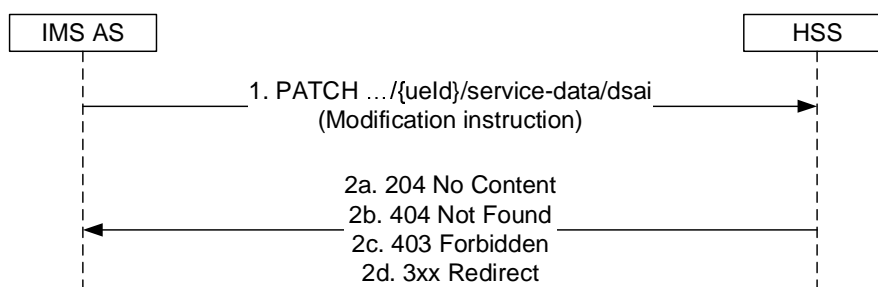 IMS AS
HSS
1. PATCH …/{ueId}/service-data/dsai
(Modification instruction)
2a. 204 No Content
2b. 404 Not Found
2c. 403 Forbidden
2d. 3xx Redirect